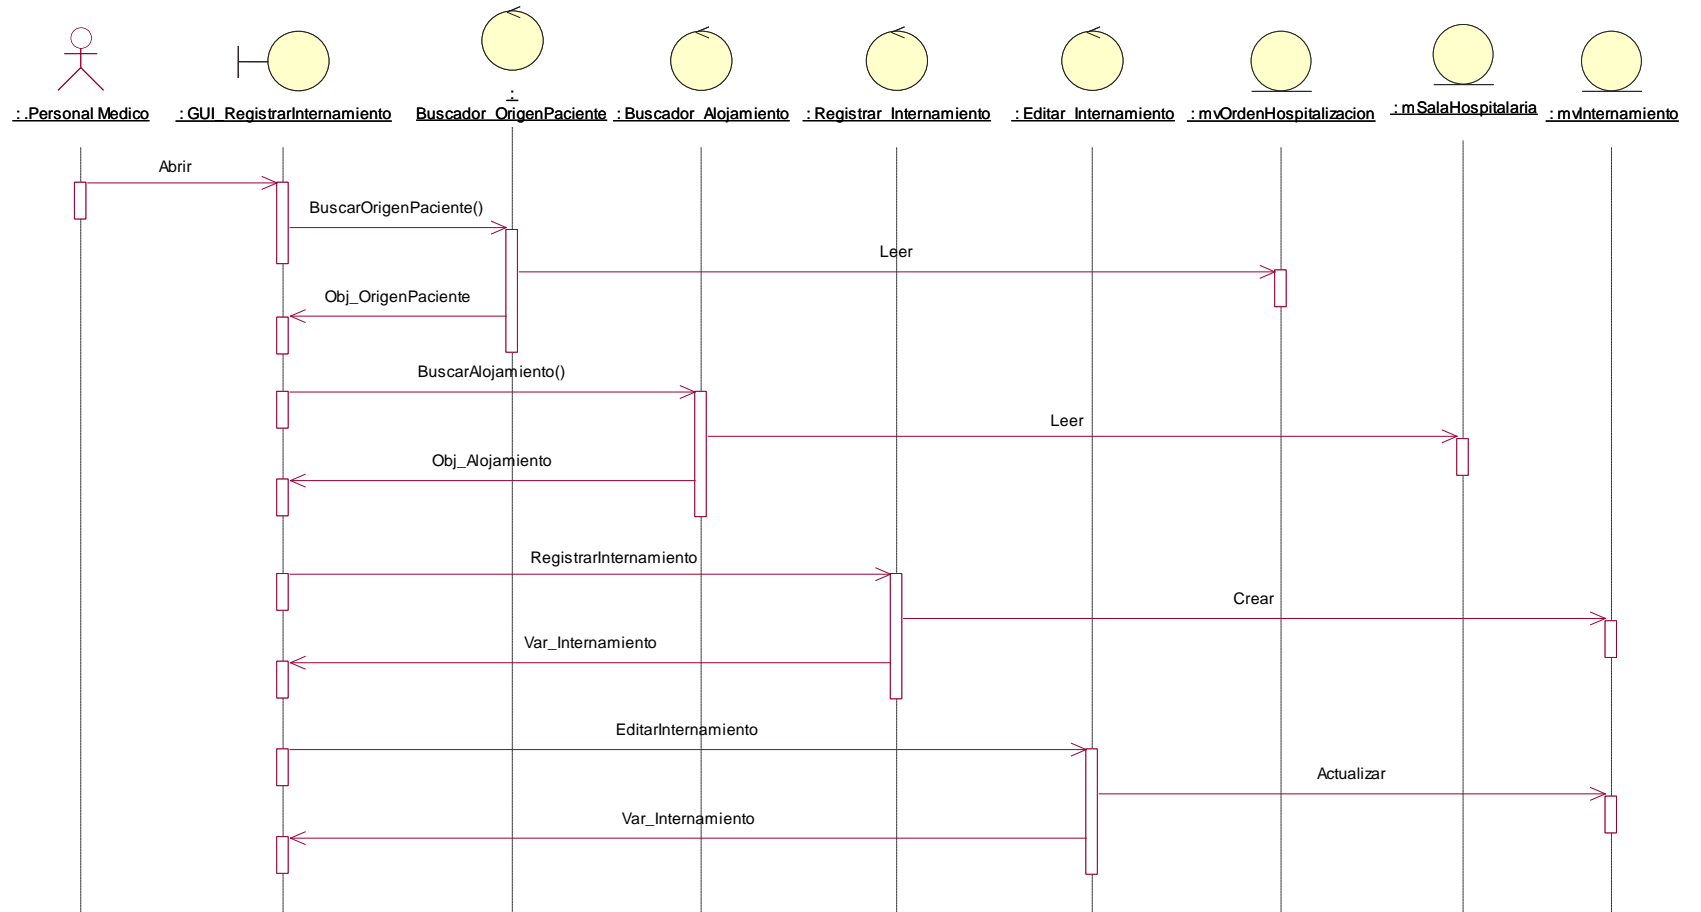 : .Personal Medico
: GUI_RegistrarInternamiento
:
Buscador_OrigenPaciente
: Buscador_Alojamiento
: Registrar_Internamiento
: Editar_Internamiento
: mvOrdenHospitalizacion
: mSalaHospitalaria
: mvInternamiento
Abrir
BuscarOrigenPaciente()
Leer
Obj_OrigenPaciente
BuscarAlojamiento()
Leer
Obj_Alojamiento
RegistrarInternamiento
Crear
Var_Internamiento
EditarInternamiento
Actualizar
Var_Internamiento